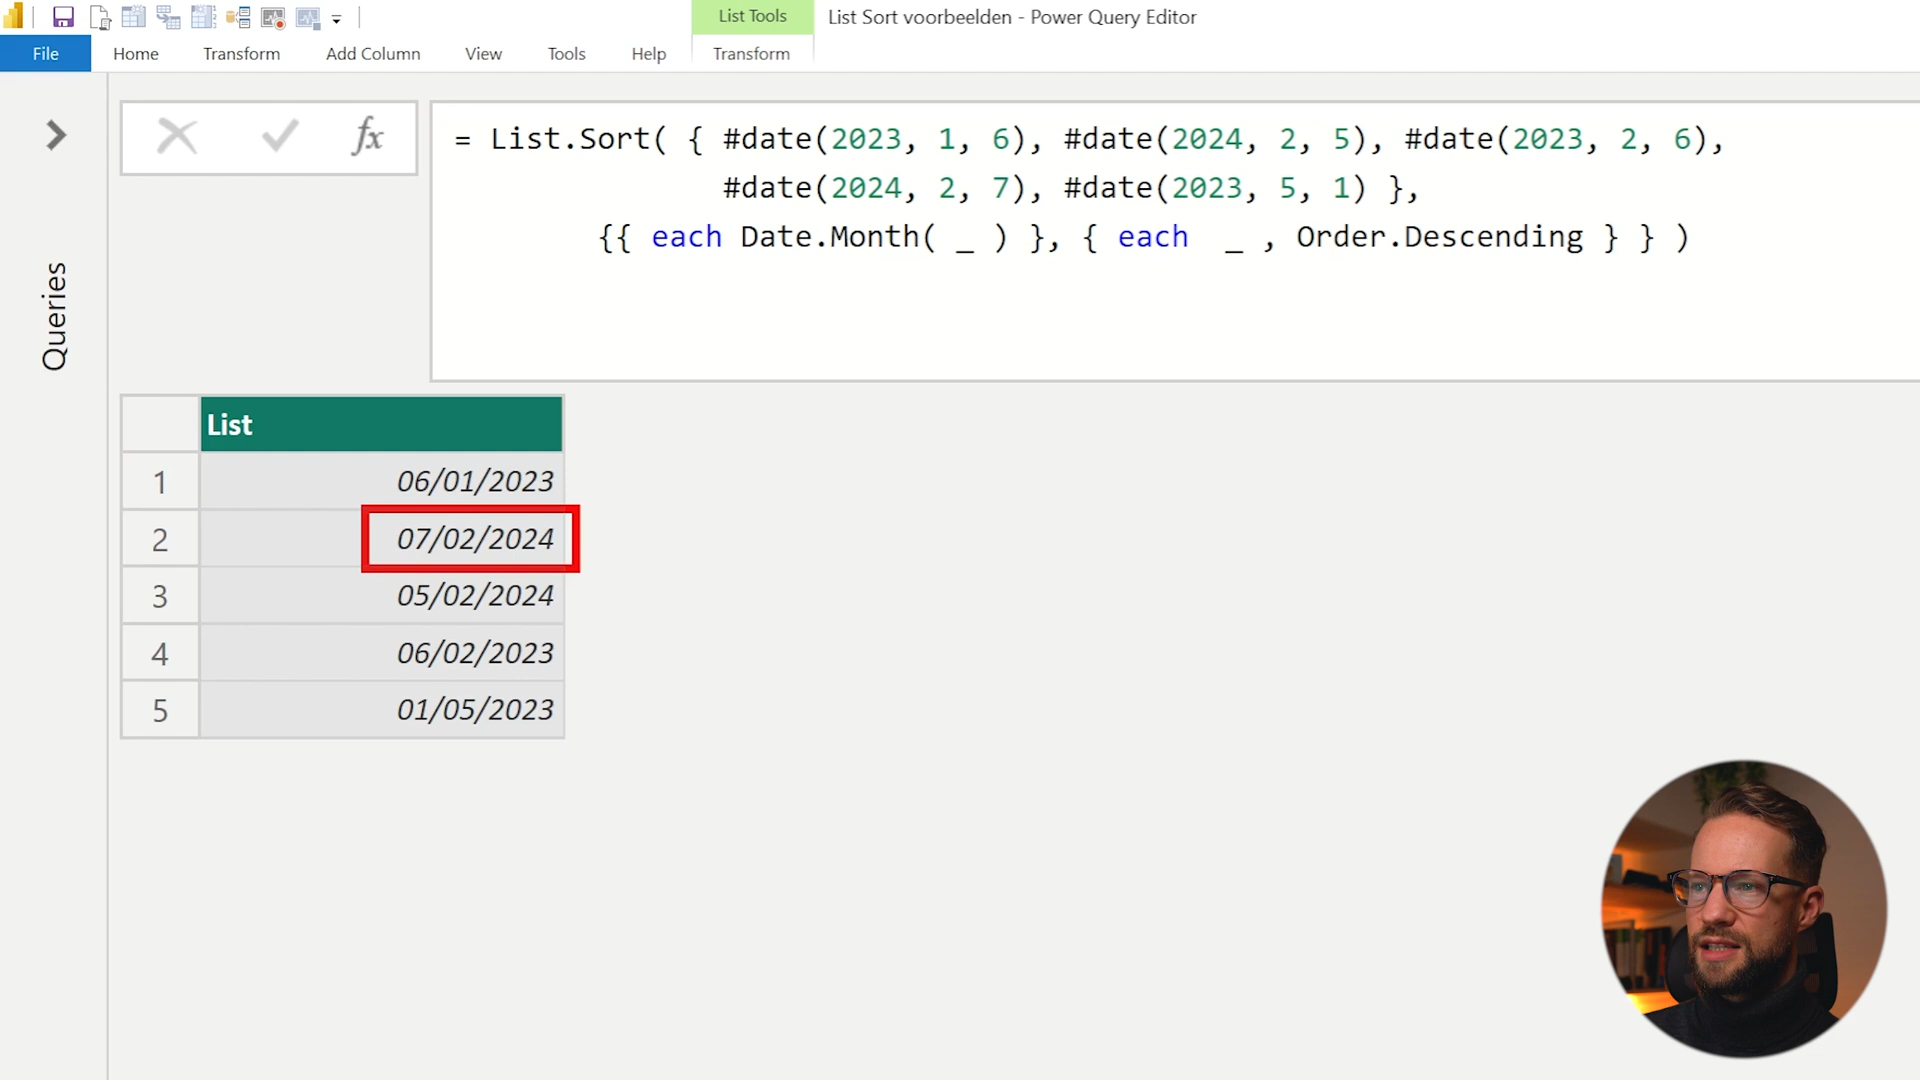 List Tools
List Sort voorbeelden - Power Query Editor
File Home Transform Add Column View Tools Help Transform
fx
= List.Sort( { #date(2023, 1, 6), #date(2024, 2, 5), #date(2023, 2, 6),
#date(2024, 2, 7), #date(2023, 5, 1) },
{{ each Date.Month( _ ) }, { each _ , Order.Descending } } )
Queries
List
1 06/01/2023
2 07/02/2024
3 05/02/2024
4 06/02/2023
5 01/05/2023